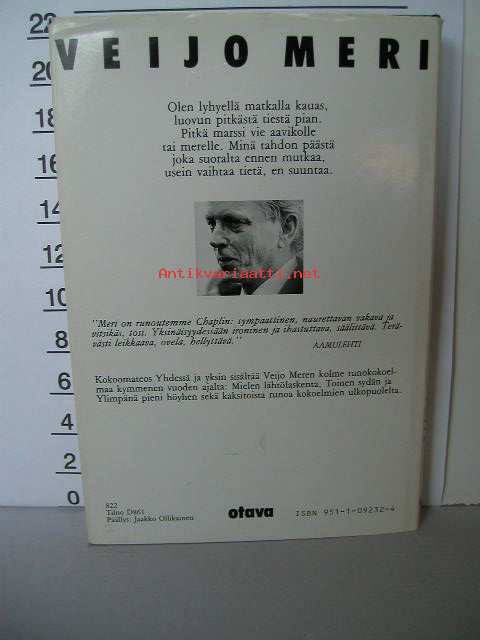 VEIJO MERI
Olen lyhyellä matkalla kauas,
luovun pitkästä tiestä pian.
Pitkä marssi vie aavikolle
tai merelle. Minä tahdon päästä
joka suoralta ennen mutkaa,
usein vaihtaa tietä, en suuntaa.
Antikvariaatti.net
"Meri on runoutemme Chaplin: sympaattinen, naurettavan vakava ja
vitsikäs, tosi. Yksinäisyydessään ironinen ja ihastuttava, säälittävä. Terä-
västi leikkaava, ovela, hellyttävä."
AAMULEHTI
Kokoomateos Yhdessä ja yksin sisältää Veijo Meren kolme runokokoel-
maa kymmenen vuoden ajalta: Mielen lähtölaskenta, Toinen sydän ja
Ylimpänä pieni höyhen sekä kaksitoista runoa kokoelmien ulkopuolelta.
822
Tilno D863
Päällys: Jaakko Ollikainen
otava
ISBN 951-1-09232-4
22
20
18
16
14
12
10
8
6
4
2
0